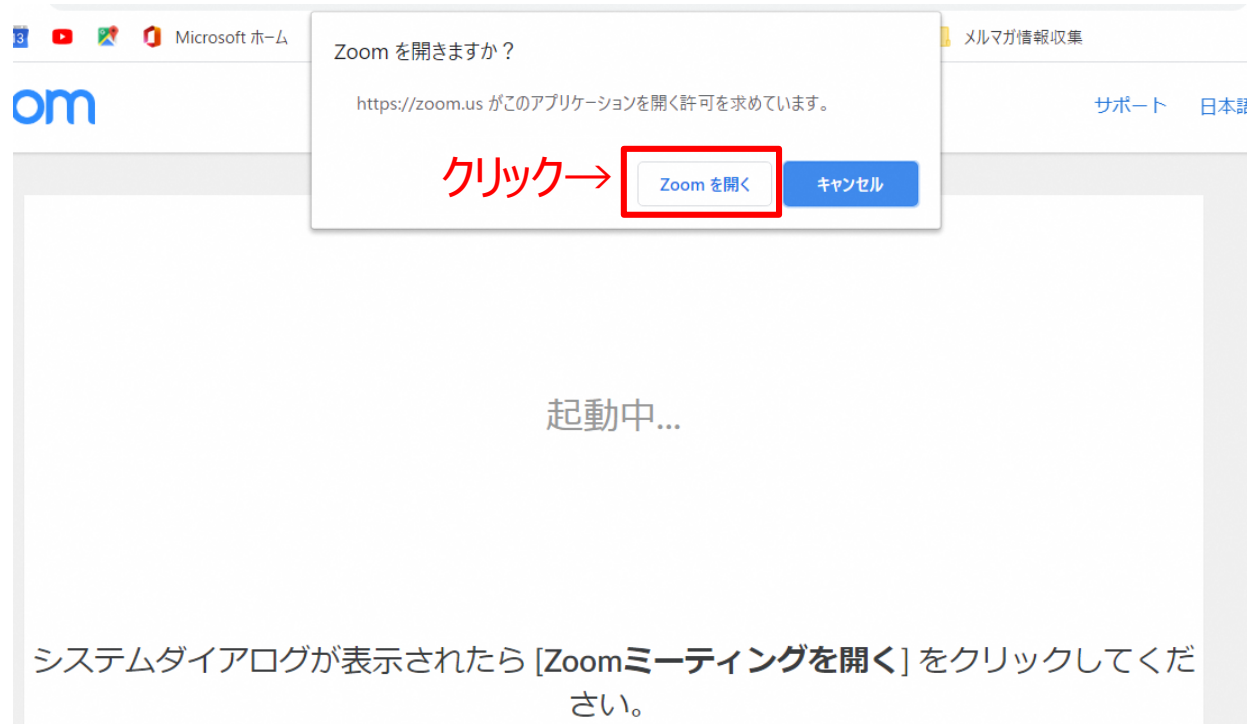 13
Microsoft ホーム
メルマガ情報収集
Zoom を開きますか？
https://zoom.us がこのアプリケーションを開く許可を求めています。
om
サポート 日本語
クリック→
Zoom を開く
キャンセル
起動中...
システムダイアログが表示されたら [Zoomミーティングを開く] をクリックしてくだ
さい。